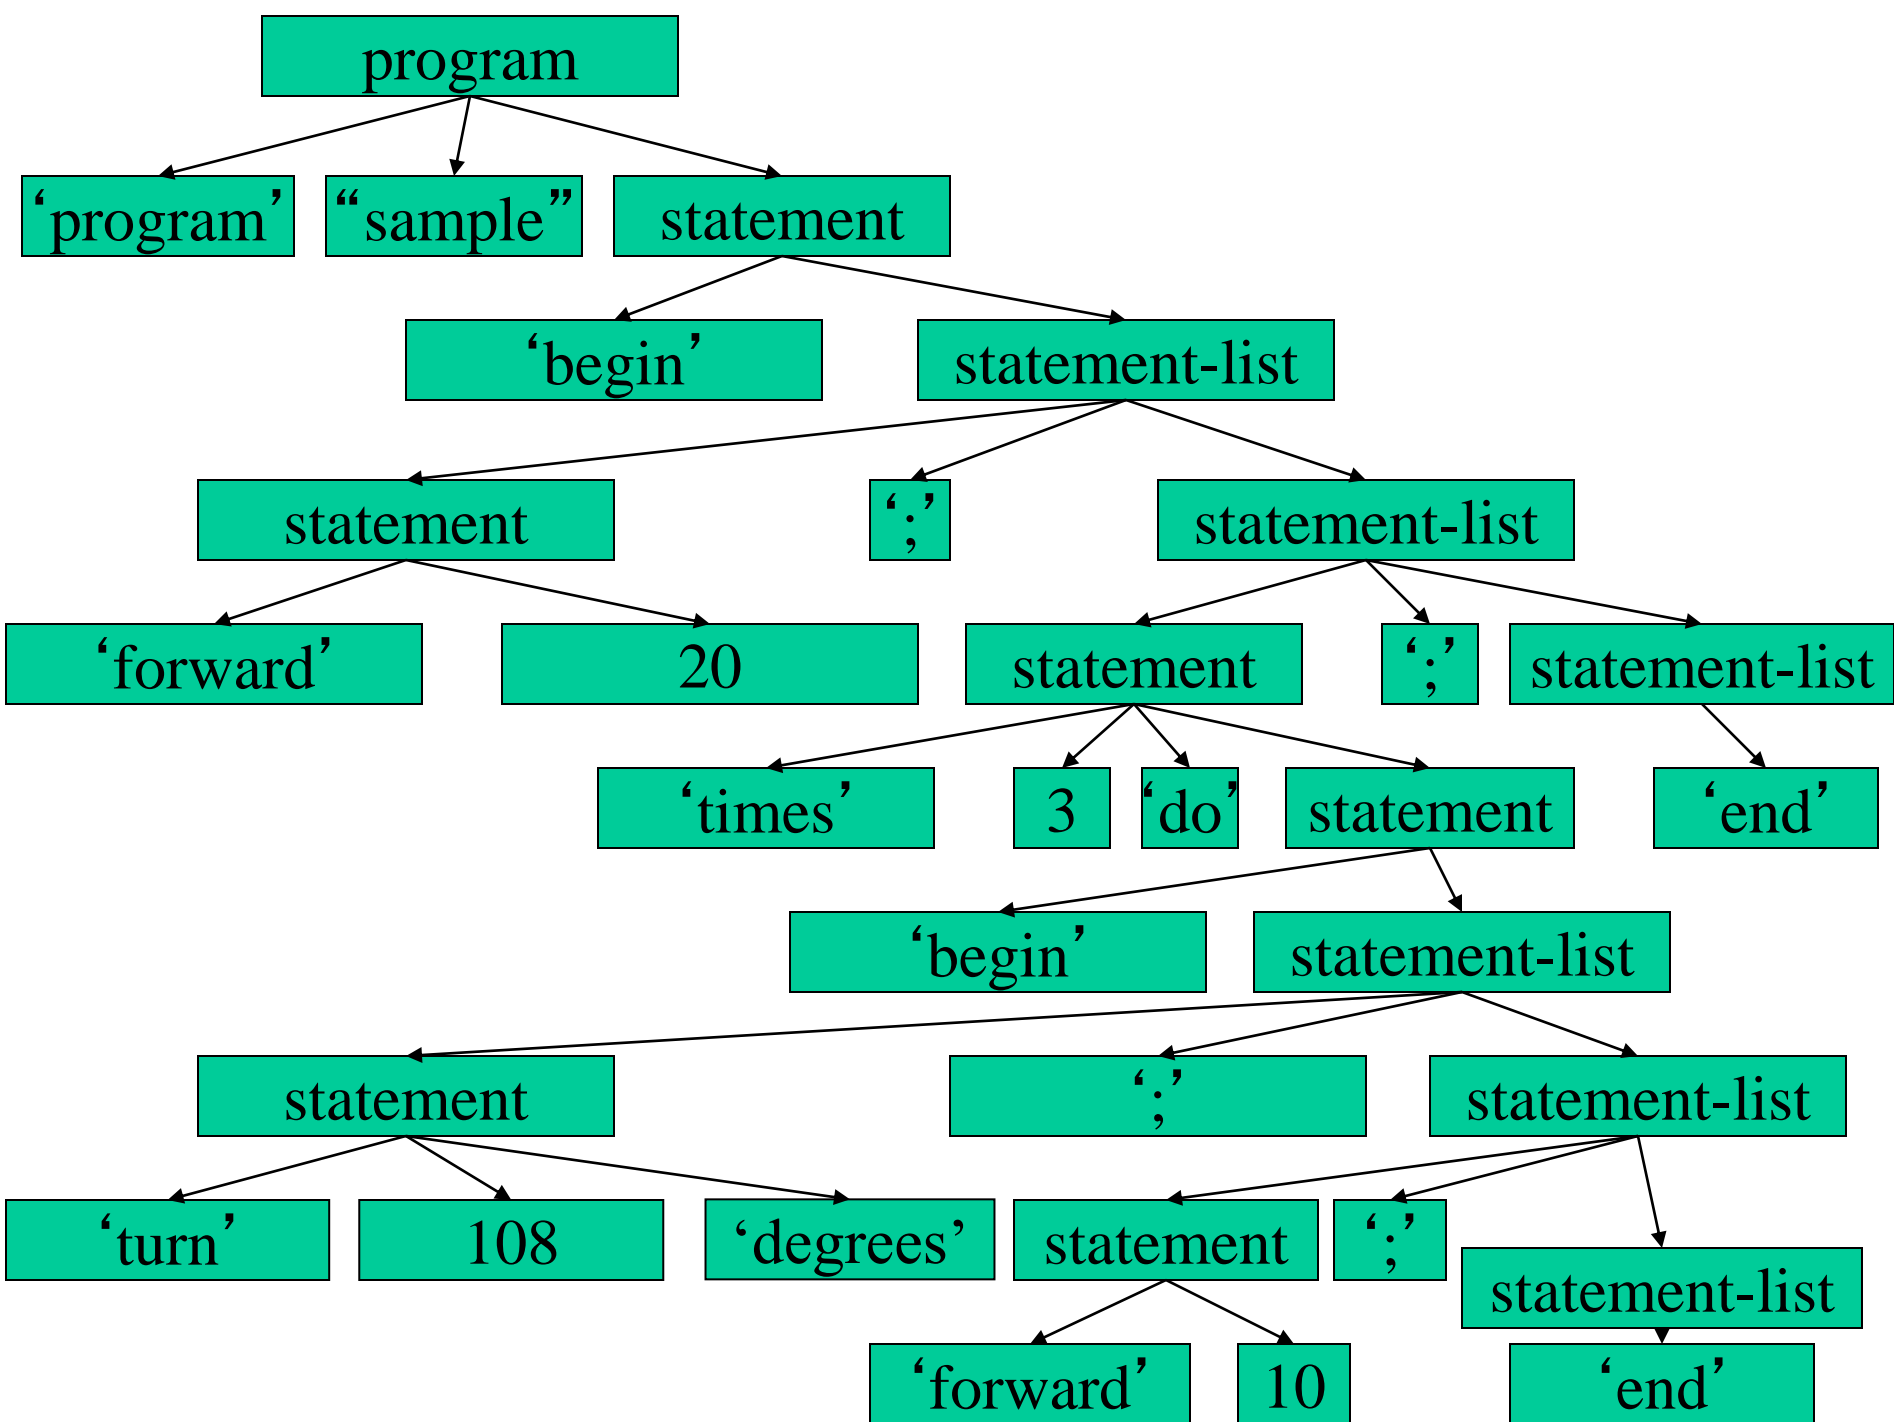 program
‘program’ “sample” statement
‘begin’ statement-list
statement ‘;’ statement-list
‘forward’ 20 statement ‘;’ statement-list
‘times’ 3 ‘do’ statement ‘end’
‘begin’ statement-list
statement ‘;’ statement-list
‘turn’ 108 ‘degrees’ statement ‘;’
statement-list
‘forward’ 10 ‘end’